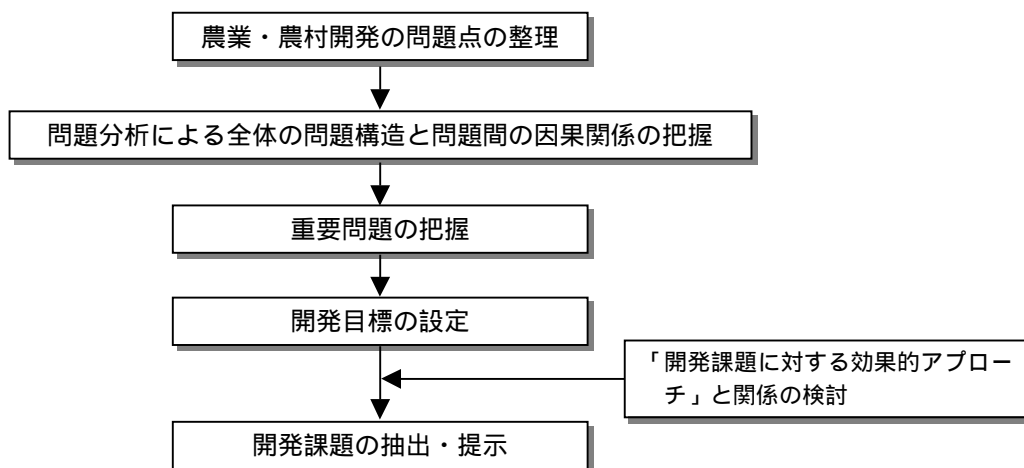 農業・農村開発の問題点の整理
問題分析による全体の問題構造と問題間の因果関係の把握
重要問題の把握
開発目標の設定
「開発課題に対する効果的アプロー
チ」と関係の検討
開発課題の抽出・提示